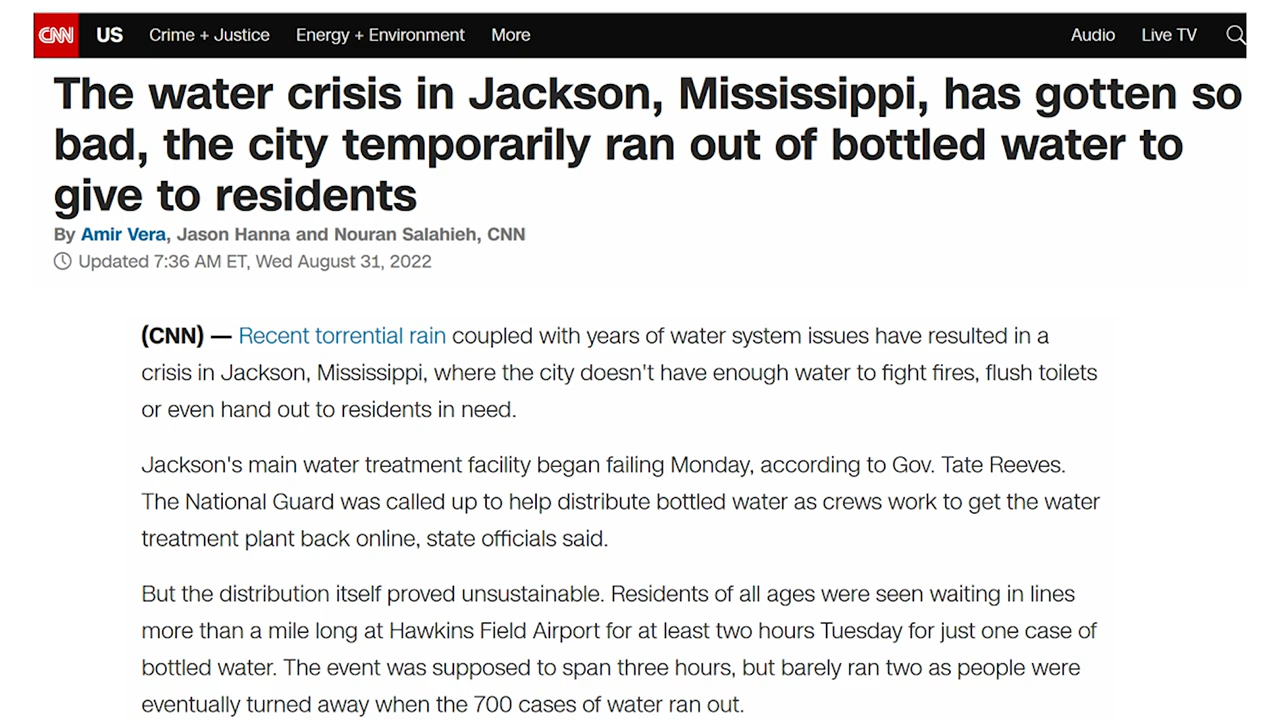 CNN US Crime + Justice Energy + Environment More Audio Live TV
The water crisis in Jackson, Mississippi, has gotten so
bad, the city temporarily ran out of bottled water to
give to residents
By Amir Vera, Jason Hanna and Nouran Salahieh, CNN
Updated 7:36 AM ET, Wed August 31, 2022
(CNN) — Recent torrential rain coupled with years of water system issues have resulted in a
crisis in Jackson, Mississippi, where the city doesn't have enough water to fight fires, flush toilets
or even hand out to residents in need.
Jackson's main water treatment facility began failing Monday, according to Gov. Tate Reeves.
The National Guard was called up to help distribute bottled water as crews work to get the water
treatment plant back online, state officials said.
But the distribution itself proved unsustainable. Residents of all ages were seen waiting in lines
more than a mile long at Hawkins Field Airport for at least two hours Tuesday for just one case of
bottled water. The event was supposed to span three hours, but barely ran two as people were
eventually turned away when the 700 cases of water ran out.